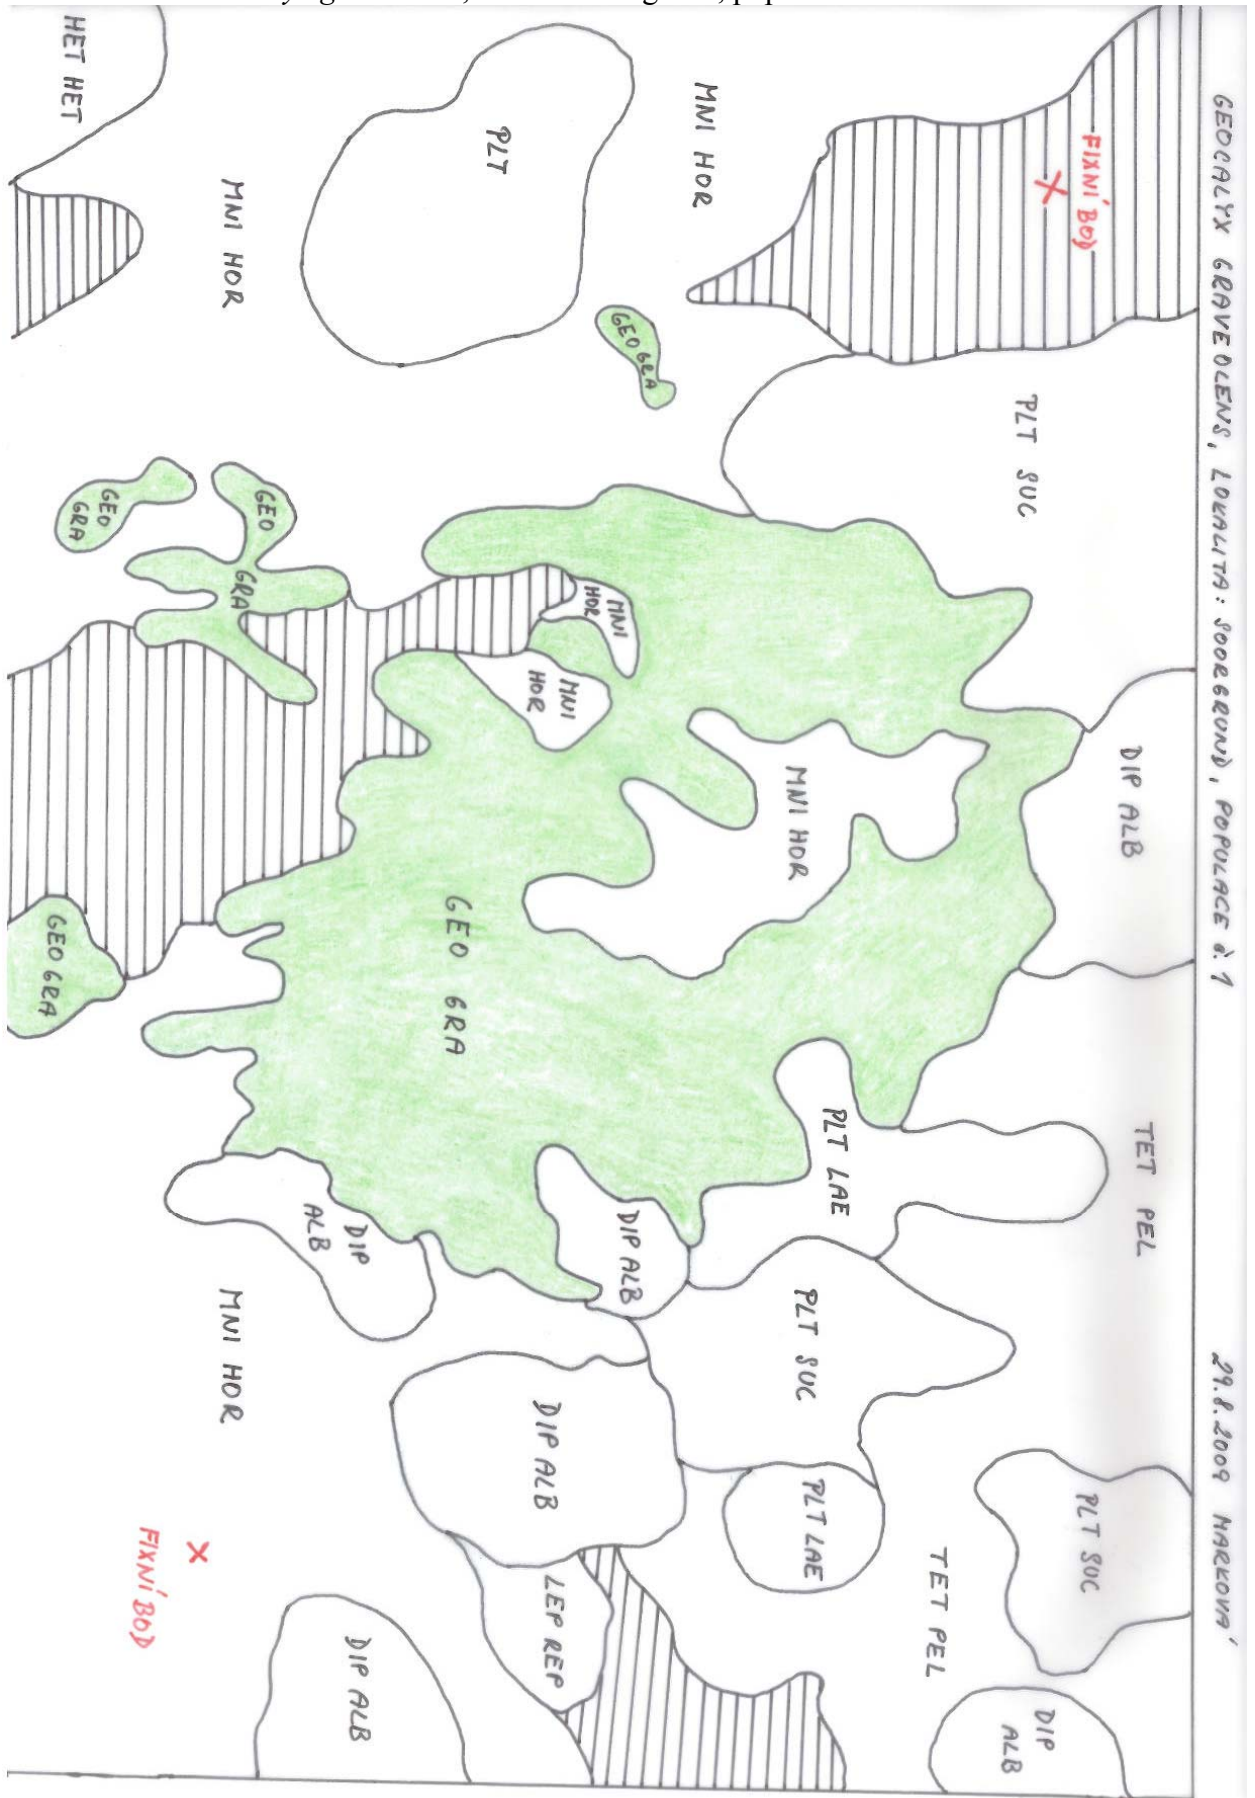 GEOCALYX GRAVEOLENS, LOKALITA: SOORGRUND, POPULACE č. 1
29.8.2009 MARKOVÁ
FIXNÍ BOD
PLT SUC
DIP ALB
TET PEL
PLT SUC
DIP ALB
TET PEL
MNI HOR
MNI HOR
PLT LAE
PLT SUC
PLT LAE
GEO GRA
MNI
HOR
MNI
HOR
DIP ALB
DIP ALB
LEP REP
PLT
GEO GRA
DIP
ALB
DIP ALB
MNI HOR
GEO
GRA
MNI HOR
FIXNÍ BOD
HET HET
GEO
GRA
GEO GRA